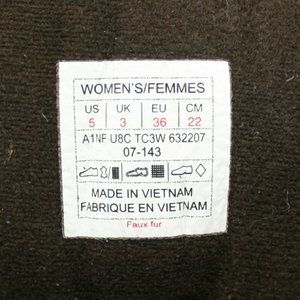 WOMEN'S/FEMMES
US UK EU CM
5 3 36 22
A1NF U8C TC3W 632207
07-143
MADE IN VIETNAM
FABRIQUE EN VIETNAM
Faux fur